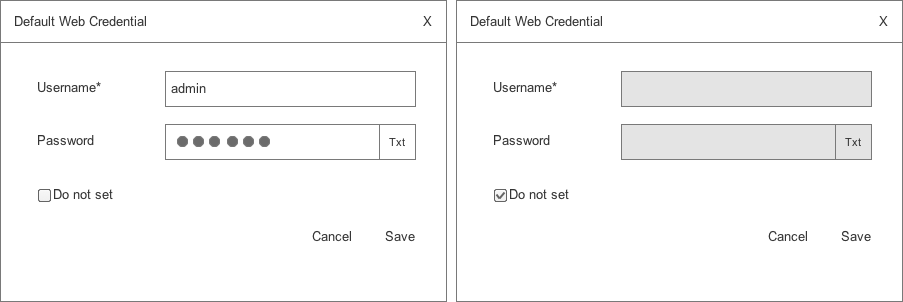 Default Web Credential X
Username* admin
Password Txt
Do not set
Cancel Save
Default Web Credential X
Username*
Password Txt
Do not set
Cancel Save